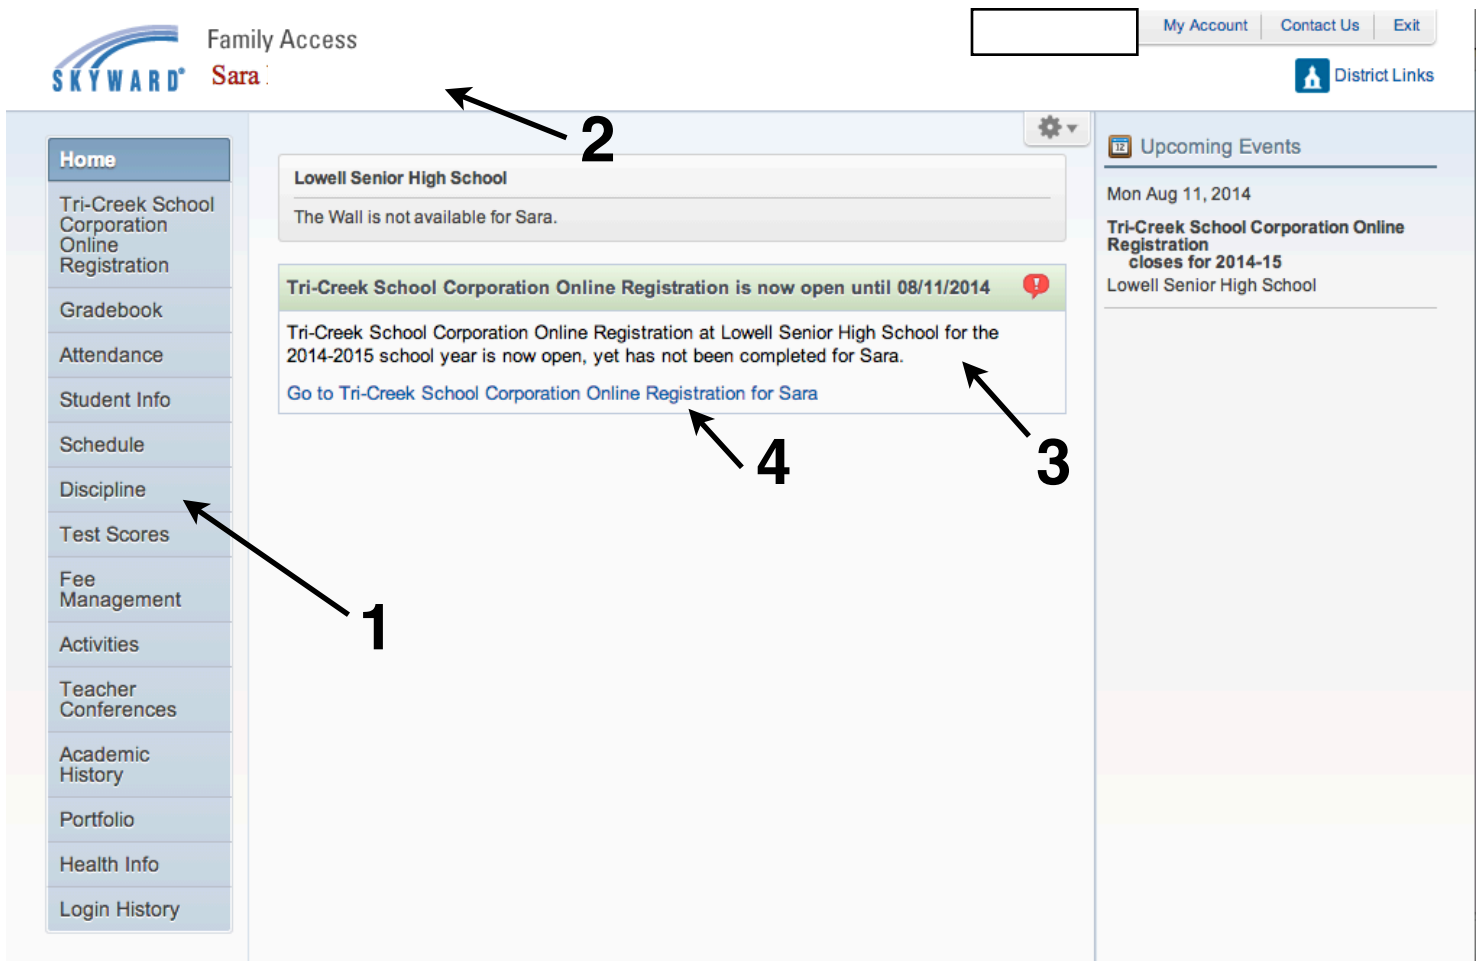 SKYWARD®
Family Access
Sara
My Account
Contact Us
Exit
District Links
2
Home
Tri-Creek School
Corporation
Online
Registration
Gradebook
Attendance
Student Info
Schedule
Discipline
Test Scores
Fee
Management
Activities
Teacher
Conferences
Academic
History
Portfolio
Health Info
Login History
1
Lowell Senior High School
The Wall is not available for Sara.
Tri-Creek School Corporation Online Registration is now open until 08/11/2014
Tri-Creek School Corporation Online Registration at Lowell Senior High School for the
2014-2015 school year is now open, yet has not been completed for Sara.
Go to Tri-Creek School Corporation Online Registration for Sara
4
3
12
Upcoming Events
Mon Aug 11, 2014
Tri-Creek School Corporation Online
Registration
closes for 2014-15
Lowell Senior High School